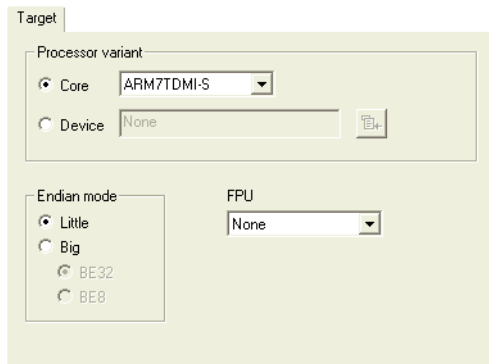 Target
Processor variant
Core ARM7TDMI-S
Device None
Endian mode
FPU
Little
None
Big
BE32
BE8